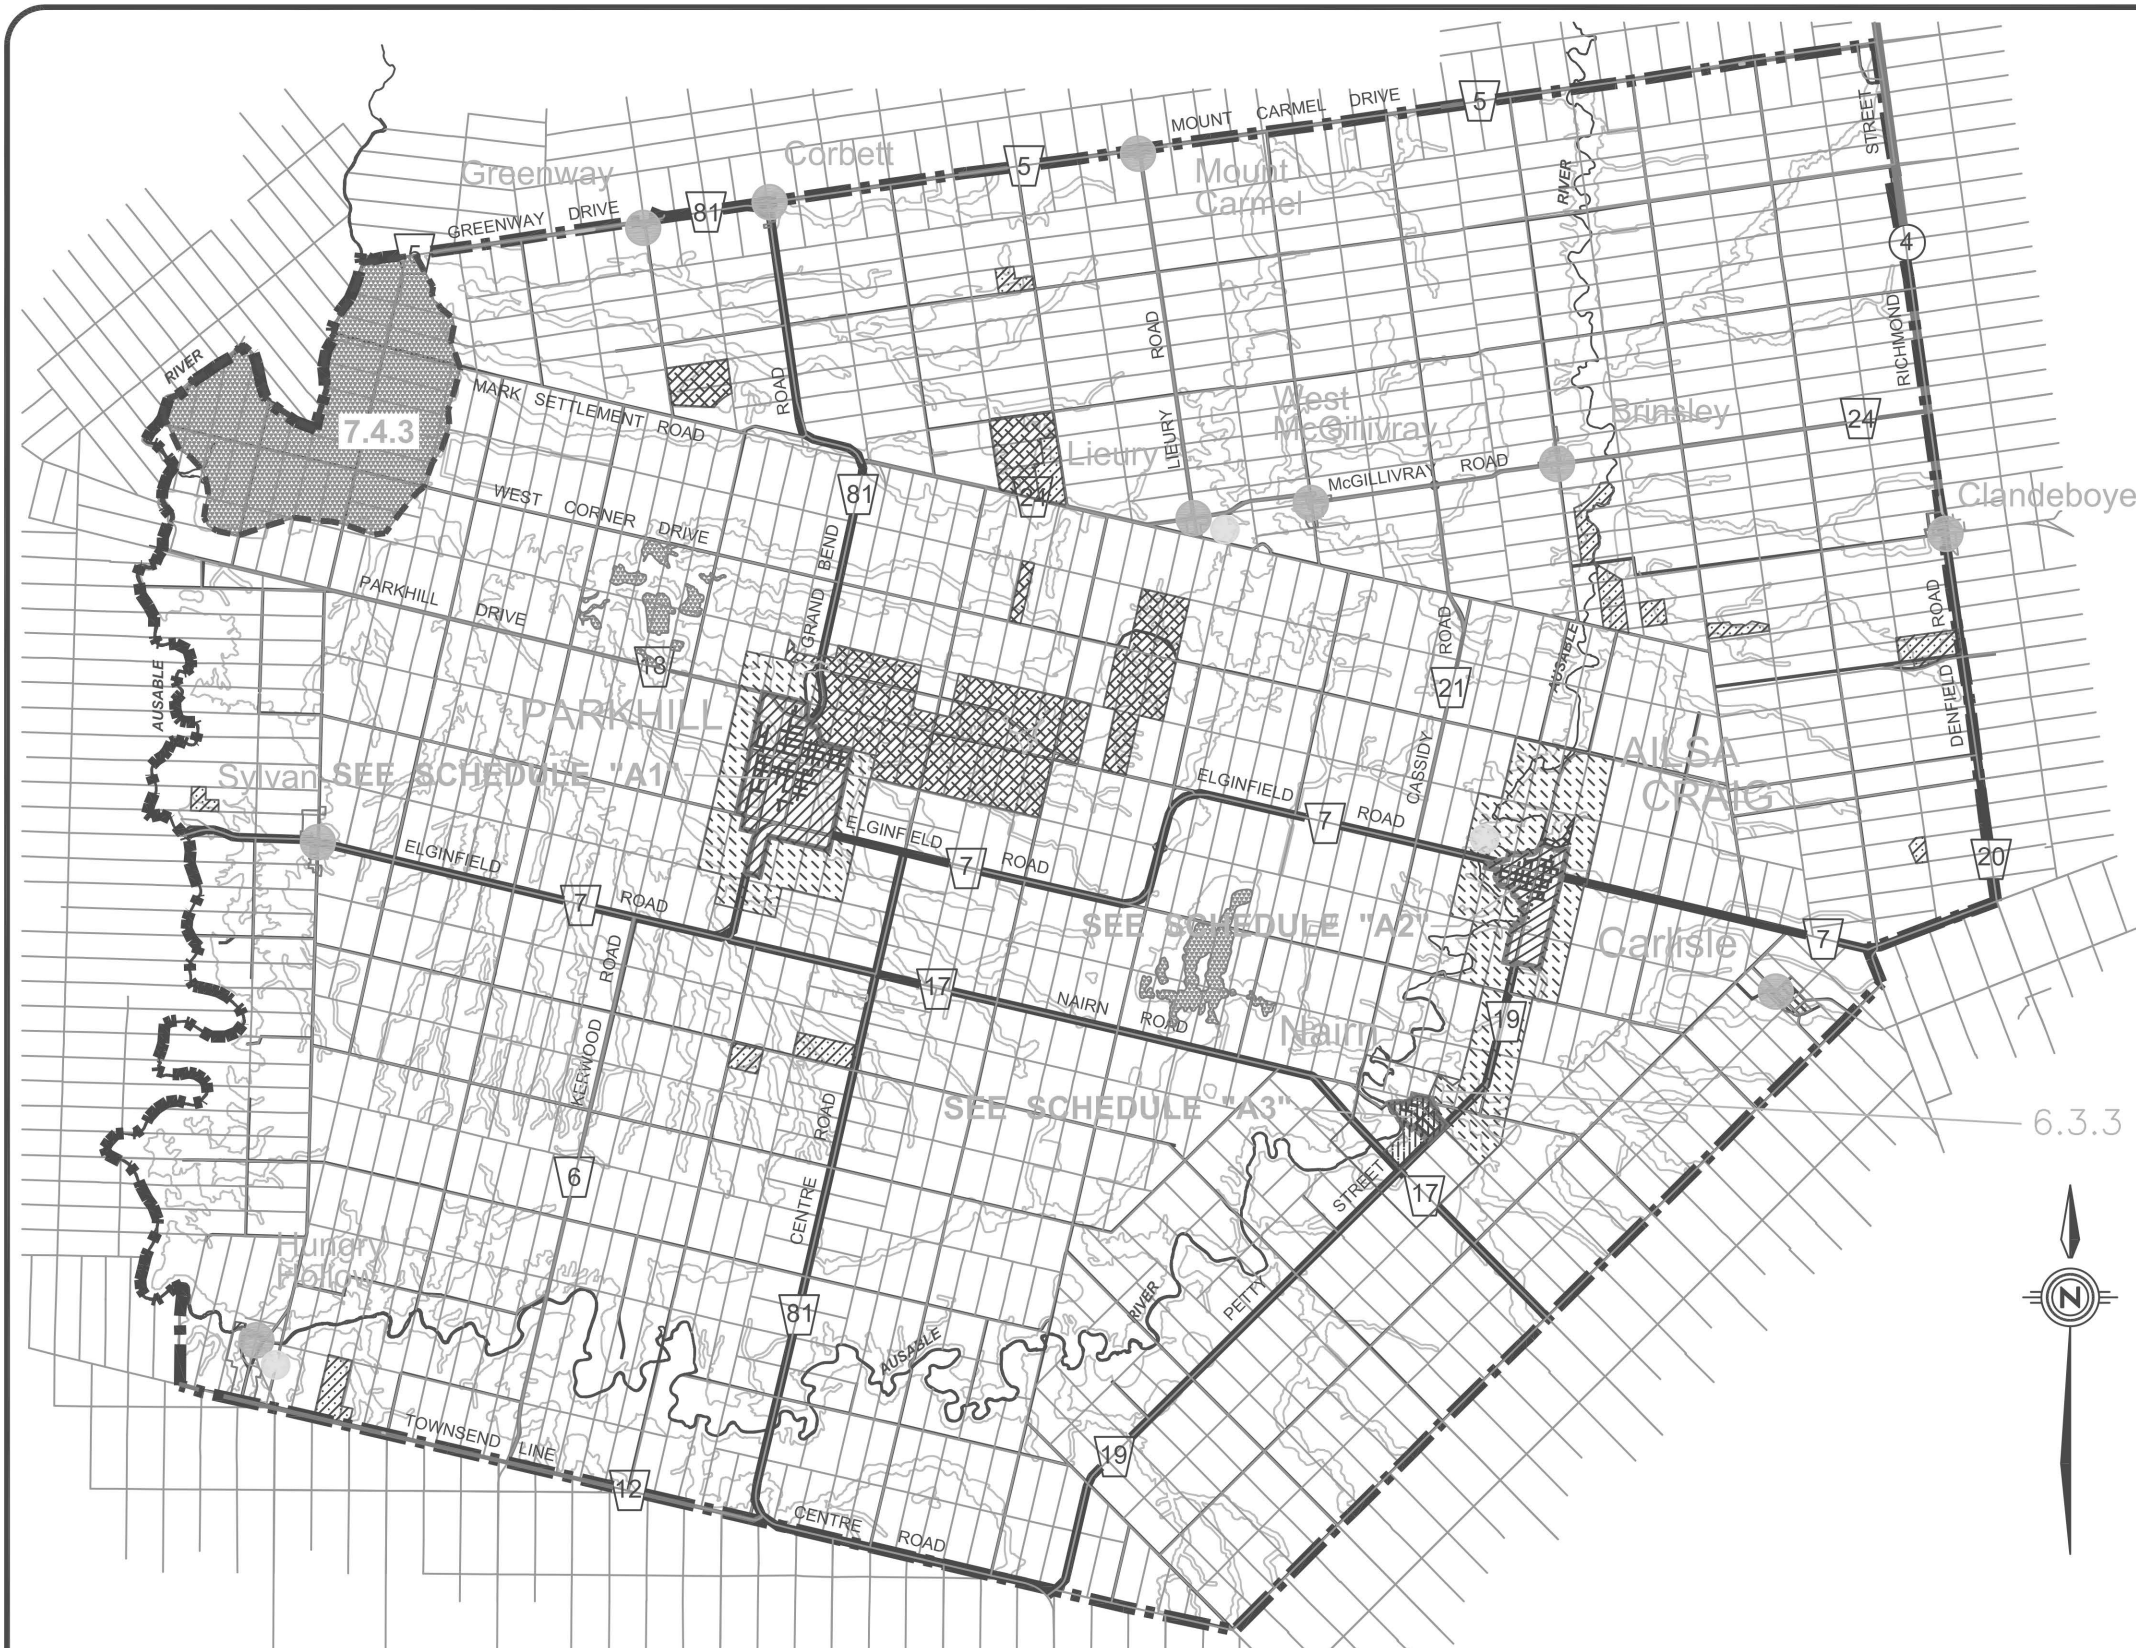 MOUNT CARMEL DRIVE
5
STREET
Greenway
Corbett
5
Mount
Carmel
RIVER
GREENWAY DRIVE
81
5
4
RIVER
ROAD
RICHMOND
MARK SETTLEMENT ROAD
ROAD
7.4.3
West
McGillivray
Brinsley
24
LIEURY
Lieury
McGILLIVRAY ROAD
81
24
Clandeboye
WEST CORNER DRIVE
BEND
PARKHILL DRIVE
GRAND
ROAD
ROAD
18
21
AUSABLE
AUSABLE
DENFIELD
PARKHILL
AILSA
CRAIG
Sylvan
SEE SCHEDULE "A1"
CASSIDY
ELGINFIELD ROAD
7
ELGINFIELD ROAD
7
20
ELGINFIELD ROAD
7
SEE SCHEDULE "A2"
Carlisle
7
ROAD
17
NAIRN ROAD
Nairn
19
KERWOOD
ROAD
SEE SCHEDULE "A3"
6.3.3
6
17
STREET
CENTRE
Hungry
Hollow
81
RIVER
PETTY
N
AUSABLE
TOWNSEND LINE
12
19
CENTRE ROAD